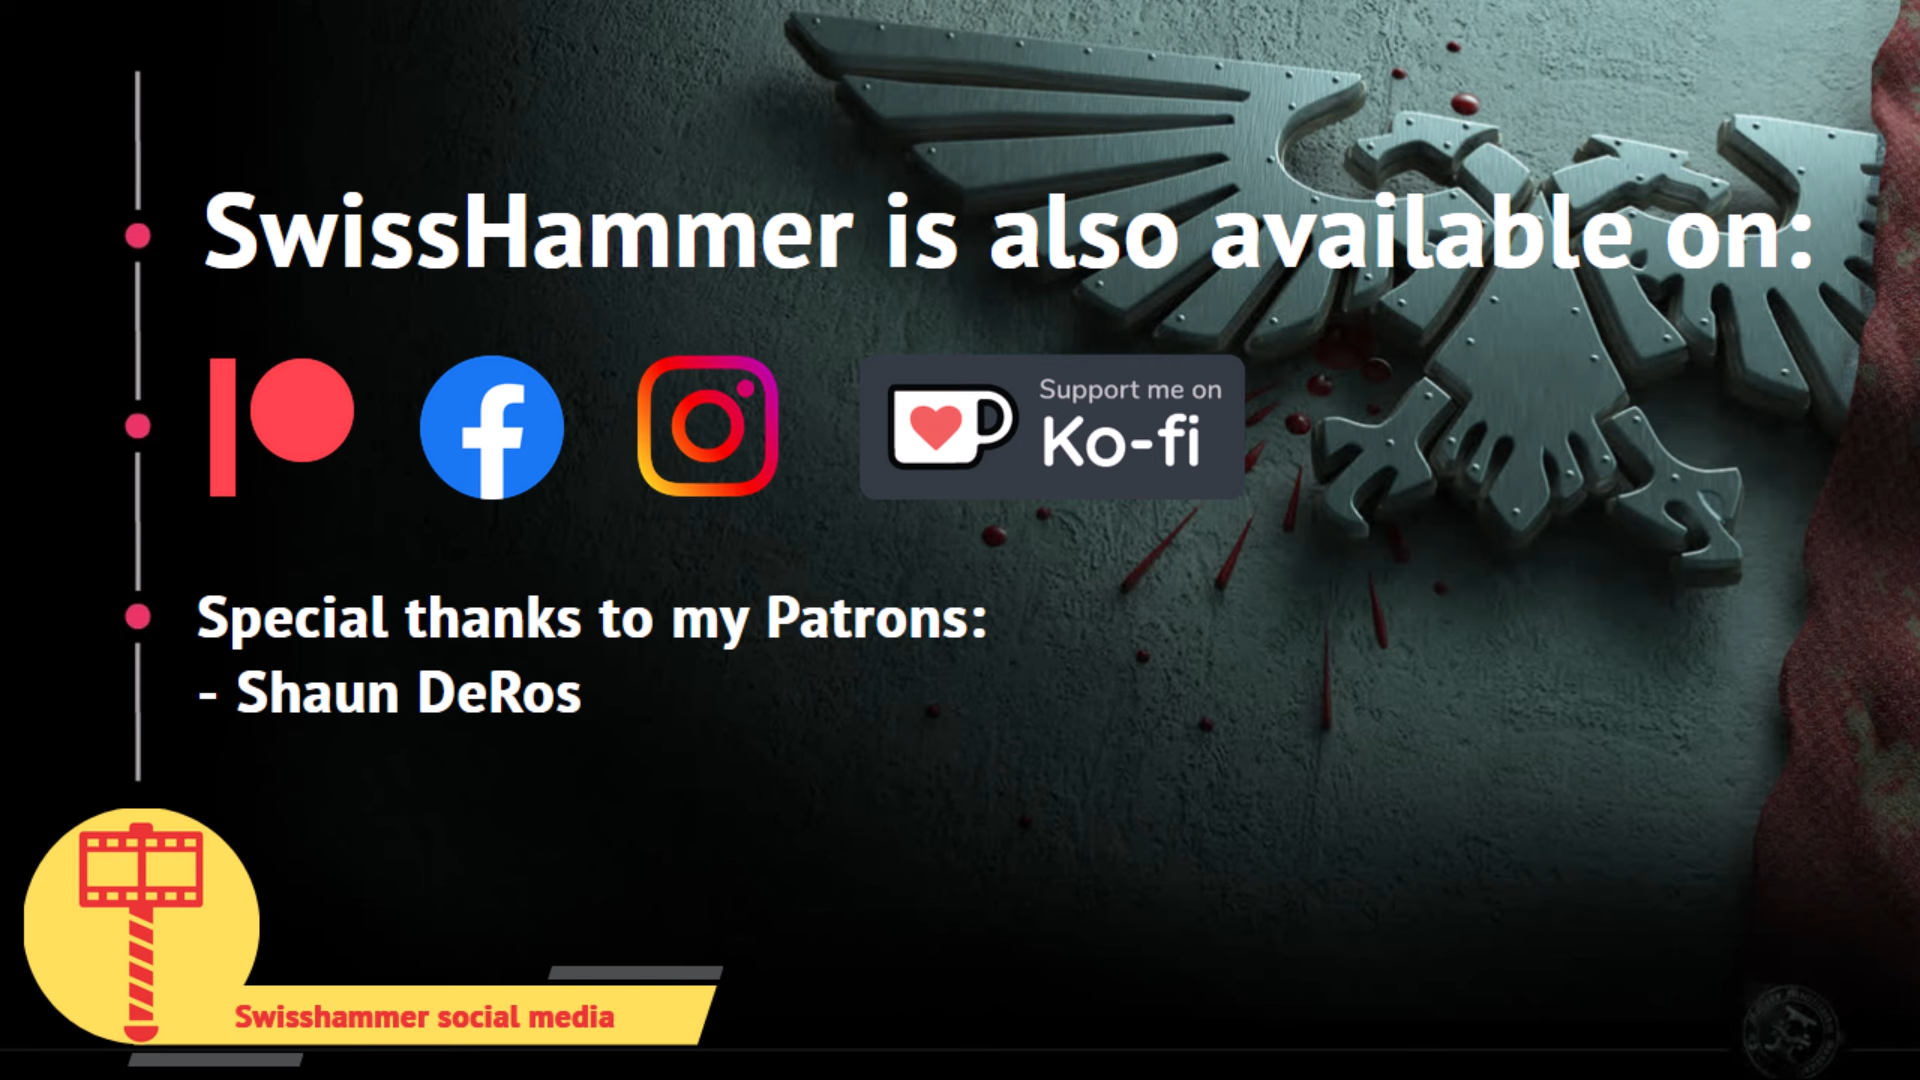 SwissHammer is also available on:
Support me on
Ko-fi
Special thanks to my Patrons:
- Shaun DeRos
Swisshammer social media